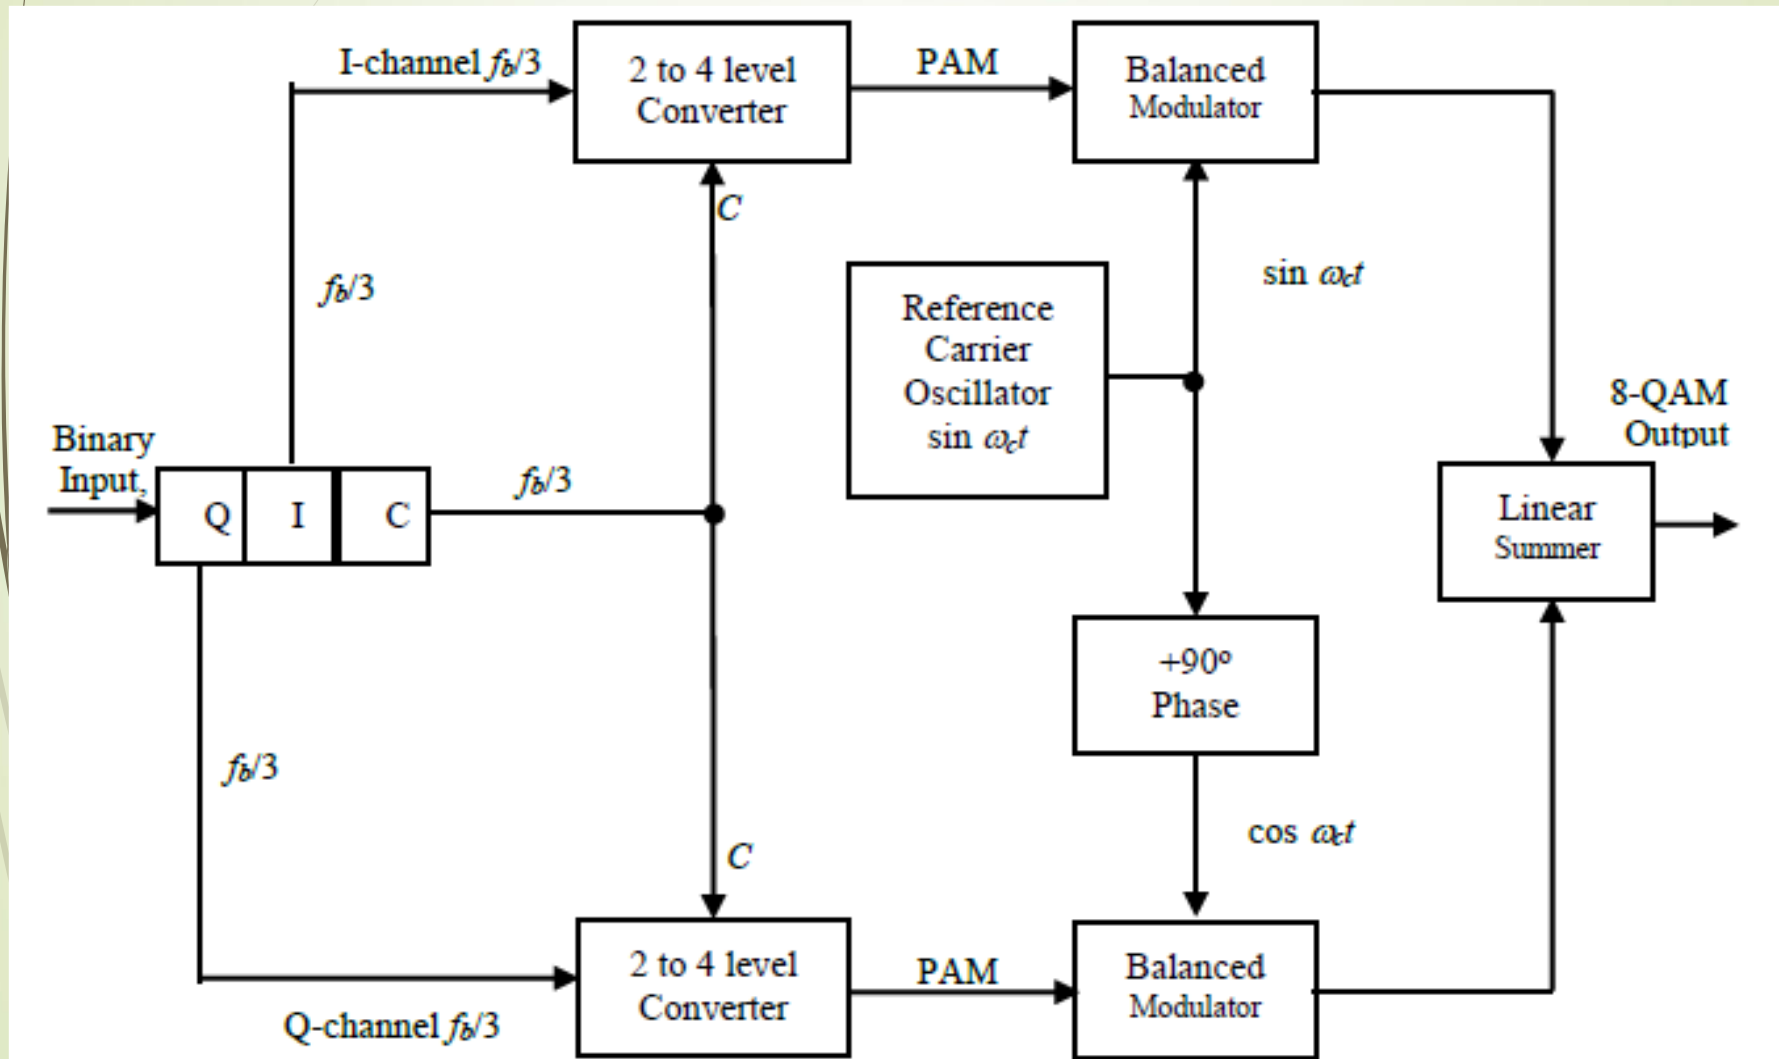 I-channel fb/3
2 to 4 level
Converter
PAM
Balanced
Modulator
C
fb/3
sin ωct
Reference
Carrier
Oscillator
sin ωct
8-QAM
Output
Binary
Input,
Q I C
fb/3
Linear
Summer
+90º
Phase
fb/3
cos ωct
C
2 to 4 level
Converter
PAM
Balanced
Modulator
Q-channel fb/3